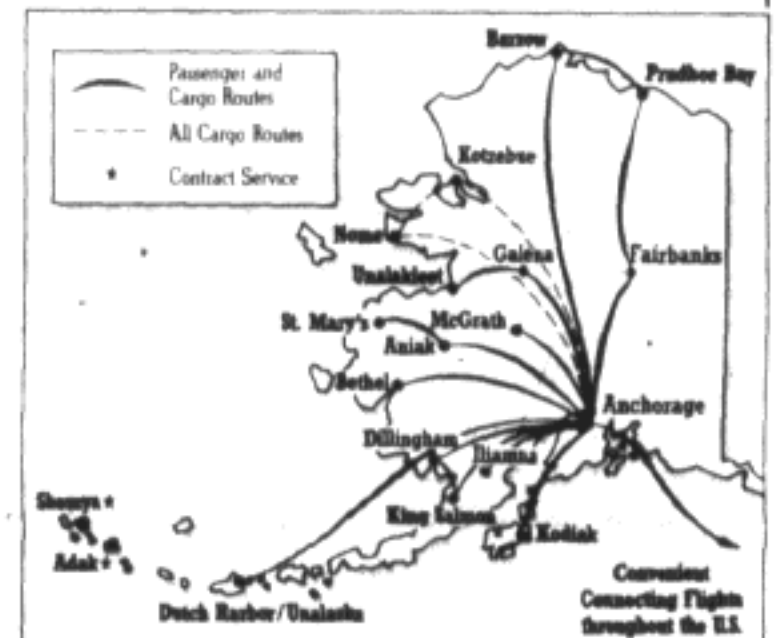 Passenger and
Cargo Routes
All Cargo Routes
Contract Service
Barrow
Prudhoe Bay
Kotzebue
Nome
Galena
Fairbanks
Unalakleet
St. Mary's
McGrath
Aniak
Bethel
Anchorage
Dillingham
Iliamna
Shemya
King Salmon
Kodiak
Adak
Dutch Harbor/Unalaska
Convenient
Connecting Flights
throughout the U.S.